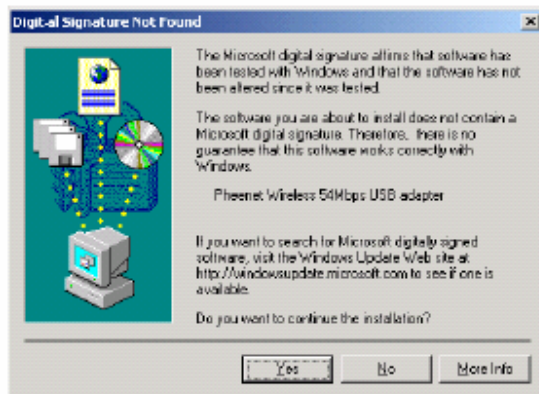 Digital Signature Not Found
The Microsoft digital signature affirms that software has
been tested with Windows and that the software has not
been altered since it was tested.
The software you are about to install does not contain a
Microsoft digital signature. Therefore, there is no
guarantee that this software works correctly with
Windows.
Pheenet Wireless 54Mbps USB adapter
If you want to search for Microsoft digitally signed
software, visit the Windows Update Web site at
http://windowsupdate.microsoft.com to see if one is
available.
Do you want to continue the installation?
Yes
No
More Info